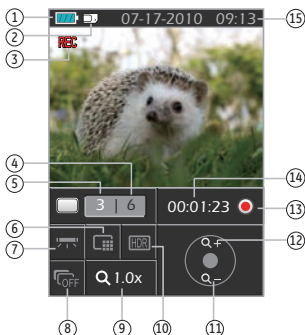 ① ② ③ ④ ⑤ ⑥ ⑦ ⑧ ⑨ ⑩ ⑪ ⑫ ⑬ ⑭ ⑮
07-17-2010 09:13
REC
3 | 6
00:01:23
HDR
+
OFF
1.0x
−